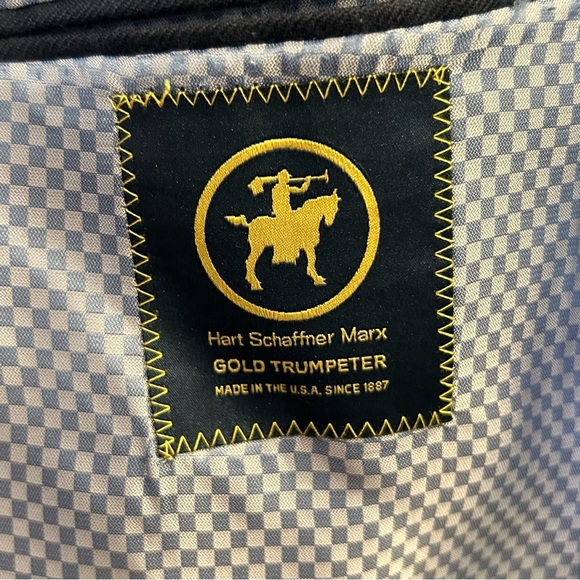 Hart Schaffner Marx
GOLD TRUMPETER
MADE IN THE U.S.A. SINCE 1887